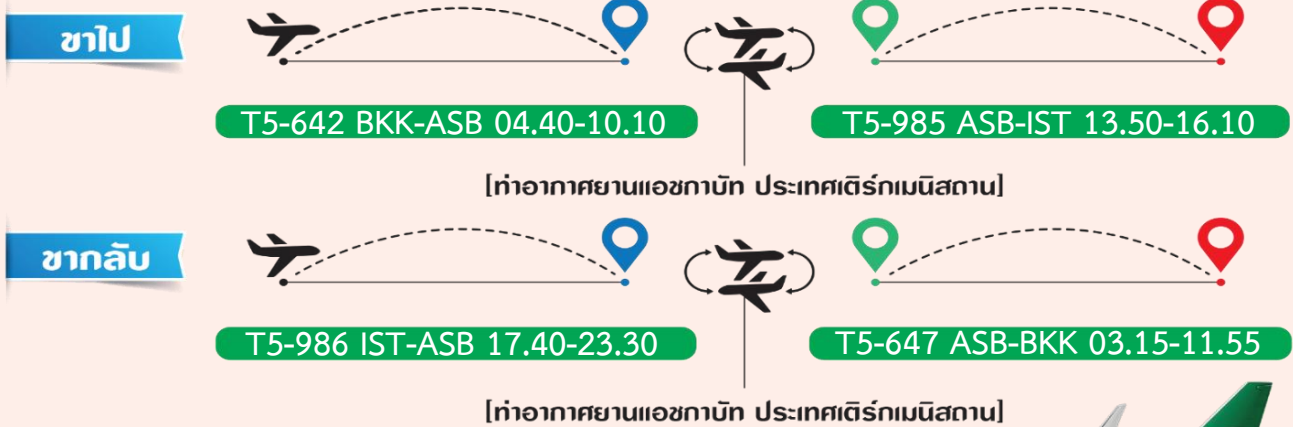 ขาไป
T5-642 BKK-ASB 04.40-10.10
T5-985 ASB-IST 13.50-16.10
[ท่าอากาศยานแอชกาบัท ประเทศเติร์กเมนิสถาน]
ขากลับ
T5-986 IST-ASB 17.40-23.30
T5-647 ASB-BKK 03.15-11.55
[ท่าอากาศยานแอชกาบัท ประเทศเติร์กเมนิสถาน]